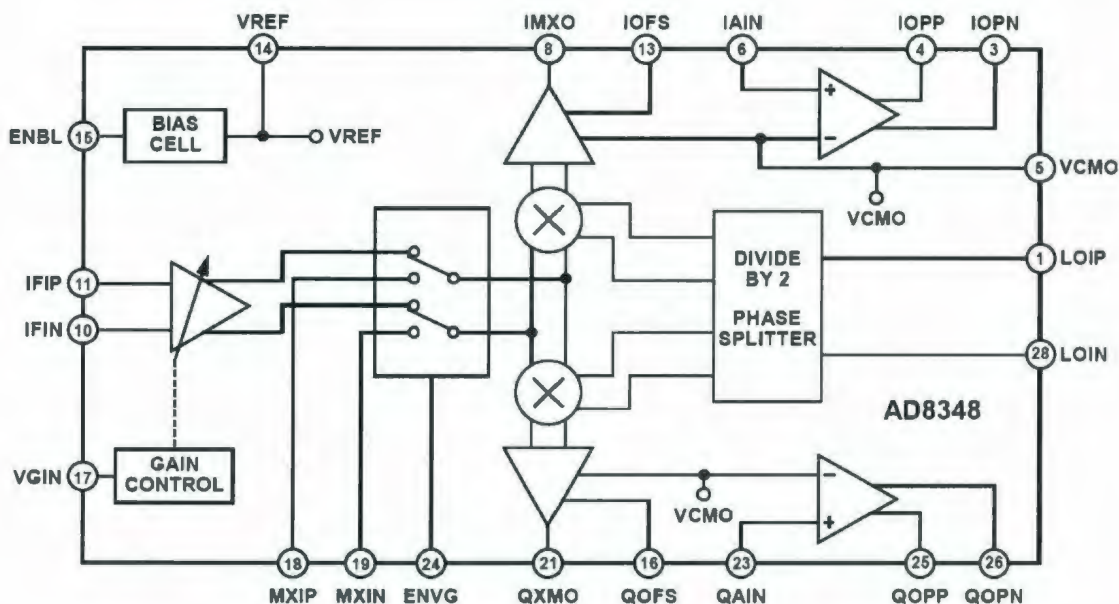 VREF IMXO IOFS IAIN IOPP IOPN
14 8 13 6 4 3
ENBL 15 BIAS CELL VREF
+
−
5 VCMO
VCMO
IFIP 11
IFIN 10
DIVIDE
BY 2
PHASE
SPLITTER
1 LOIP
28 LOIN
AD8348
VGIN 17 GAIN CONTROL
VCMO
−
+
18 19 24 21 16 23 25 26
MXIP MXIN ENVG QXMO QOFS QAIN QOPP QOPN